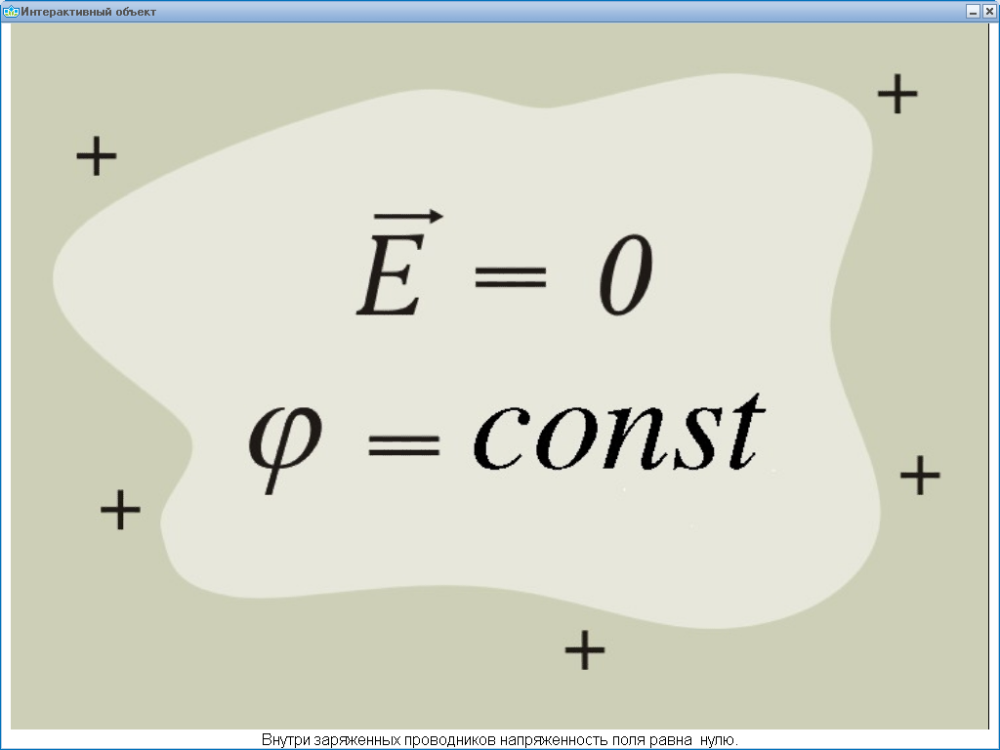 Интерактивный объект
+
+
E⃗ = 0
φ = const
+
+
+
Внутри заряженных проводников напряженность поля равна нулю.